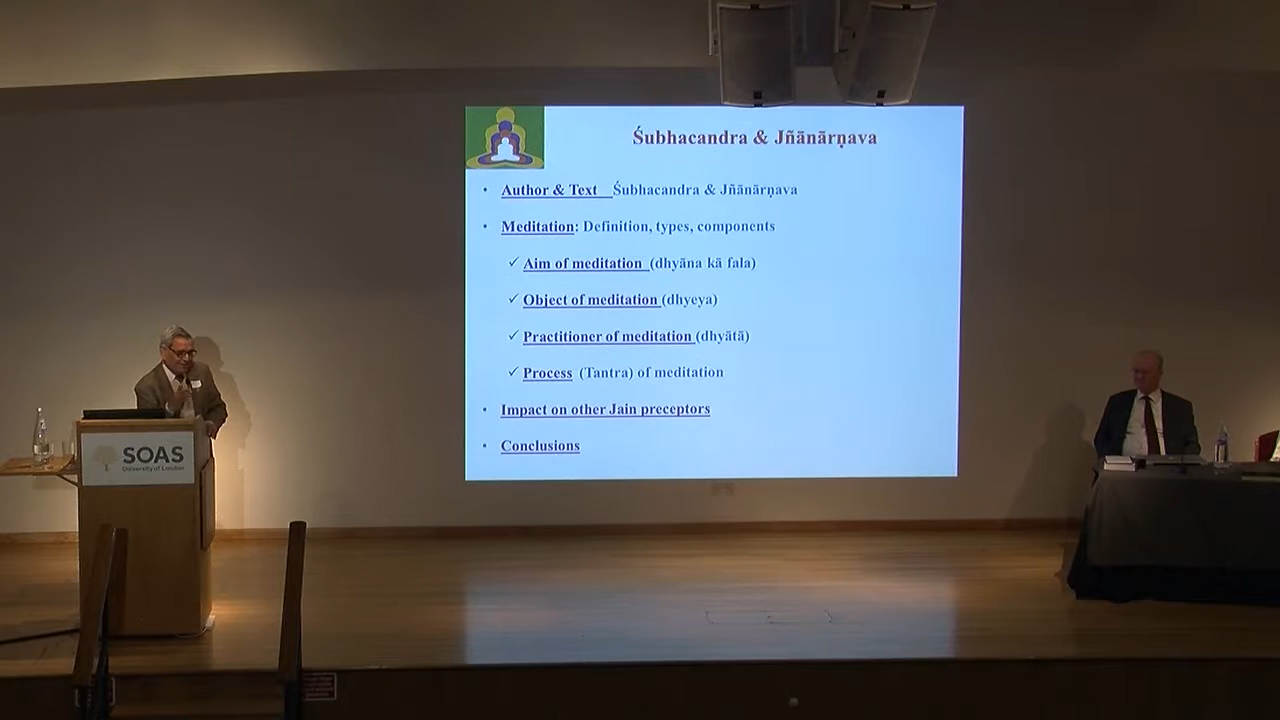 Śubhacandra & Jñānārṇava
• Author & Text Śubhacandra & Jñānārṇava
• Meditation: Definition, types, components
✓ Aim of meditation (dhyāna kā fala)
✓ Object of meditation (dhyeya)
✓ Practitioner of meditation (dhyātā)
✓ Process (Tantra) of meditation
• Impact on other Jain preceptors
• Conclusions
SOAS
University of London